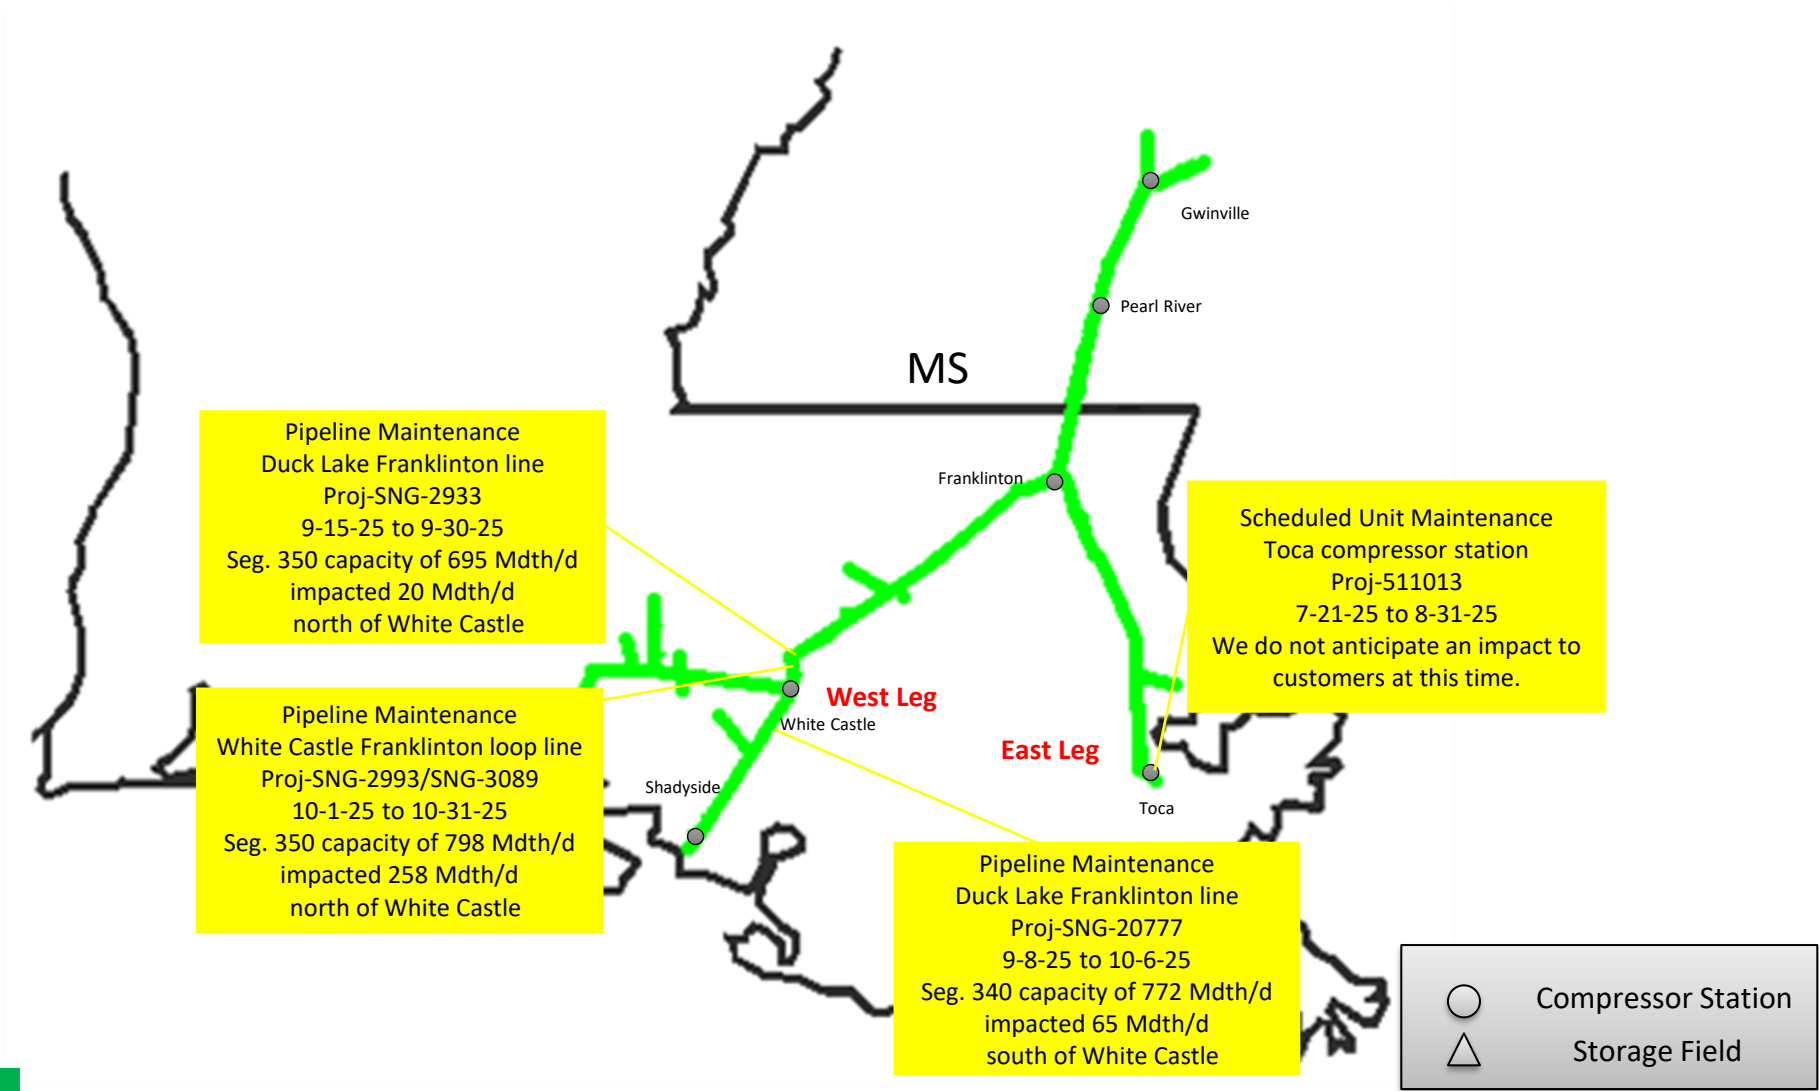 Gwinville
Pearl River
MS
Pipeline Maintenance
Duck Lake Franklinton line
Proj-SNG-2933
9-15-25 to 9-30-25
Seg. 350 capacity of 695 Mdth/d
impacted 20 Mdth/d
north of White Castle
Franklinton
Scheduled Unit Maintenance
Toca compressor station
Proj-511013
7-21-25 to 8-31-25
We do not anticipate an impact to
customers at this time.
West Leg
White Castle
East Leg
Pipeline Maintenance
White Castle Franklinton loop line
Proj-SNG-2993/SNG-3089
10-1-25 to 10-31-25
Seg. 350 capacity of 798 Mdth/d
impacted 258 Mdth/d
north of White Castle
Shadyside
Toca
Pipeline Maintenance
Duck Lake Franklinton line
Proj-SNG-20777
9-8-25 to 10-6-25
Seg. 340 capacity of 772 Mdth/d
impacted 65 Mdth/d
south of White Castle
Compressor Station
Storage Field